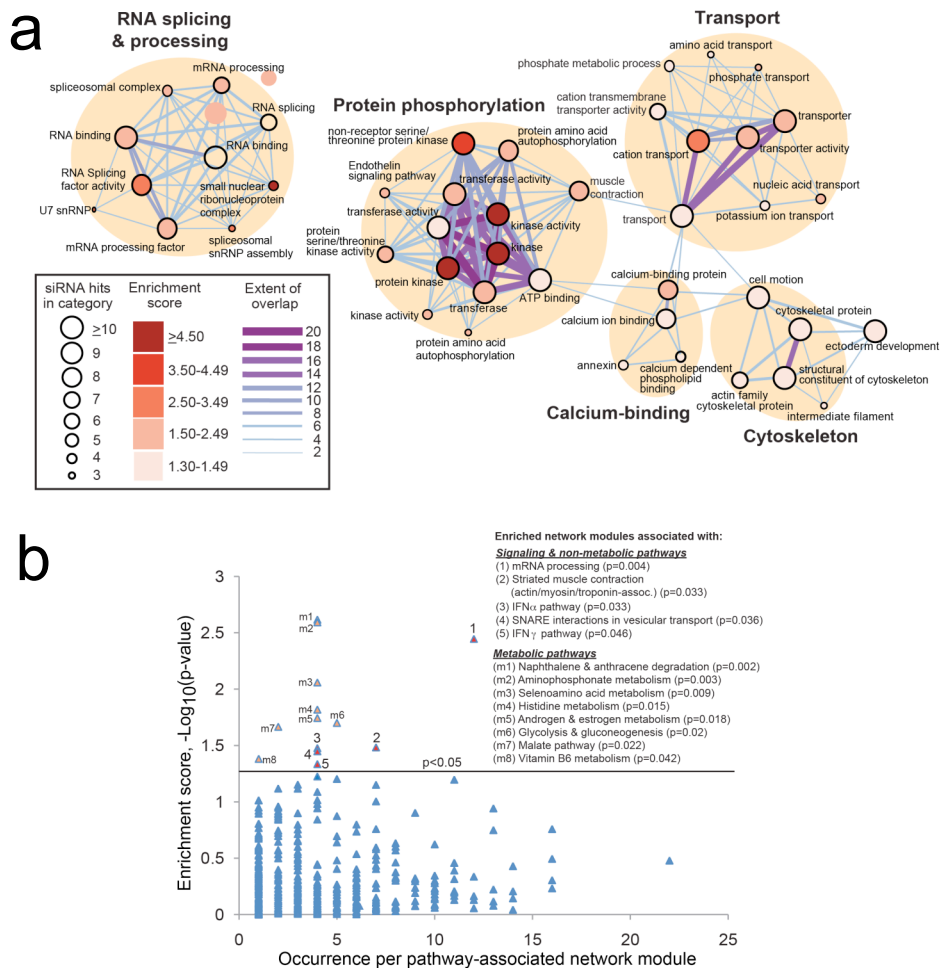 a
RNA splicing
& processing
mRNA processing
spliceosomal complex
RNA splicing
RNA binding
RNA binding
RNA Splicing
factor activity
small nuclear
ribonucleoprotein
complex
U7 snRNP
mRNA processing factor
spliceosomal
snRNP assembly
Protein phosphorylation
non-receptor serine/
threonine protein kinase
protein amino acid
autophosphorylation
Endothelin
signaling pathway
transferase activity
muscle
contraction
transferase activity
kinase activity
protein
serine/threonine
kinase activity
kinase
protein kinase
ATP binding
transferase
kinase activity
protein amino acid
autophosphorylation
Transport
amino acid transport
phosphate metabolic process
phosphate transport
cation transmembrane
transporter activity
transporter
cation transport
transporter activity
nucleic acid transport
potassium ion transport
transport
calcium-binding protein
calcium ion binding
annexin
calcium dependent
phospholipid
binding
Calcium-binding
cell motion
cytoskeletal protein
ectoderm development
structural
constituent of cytoskeleton
actin family
cytoskeletal protein
intermediate filament
Cytoskeleton
siRNA hits
in category
≥10
9
8
7
6
5
4
3
Enrichment
score
≥4.50
3.50-4.49
2.50-3.49
1.50-2.49
1.30-1.49
Extent of
overlap
20
18
16
14
12
10
8
6
4
2
b
Enriched network modules associated with:
Signaling & non-metabolic pathways
(1) mRNA processing (p=0.004)
(2) Striated muscle contraction
(actin/myosin/troponin-assoc.) (p=0.033)
(3) IFNα pathway (p=0.033)
(4) SNARE interactions in vesicular transport (p=0.036)
(5) IFNγ pathway (p=0.046)
Metabolic pathways
(m1) Naphthalene & anthracene degradation (p=0.002)
(m2) Aminophosphonate metabolism (p=0.003)
(m3) Selenoamino acid metabolism (p=0.009)
(m4) Histidine metabolism (p=0.015)
(m5) Androgen & estrogen metabolism (p=0.018)
(m6) Glycolysis & gluconeogenesis (p=0.02)
(m7) Malate pathway (p=0.022)
(m8) Vitamin B6 metabolism (p=0.042)
Enrichment score, -Log10(p-value)
3
2.5
2
1.5
1
0.5
0
m1
m2
1
m3
m4
m5
m6
m7
3
2
4
m8
5
p<0.05
0
5
10
15
20
25
Occurrence per pathway-associated network module